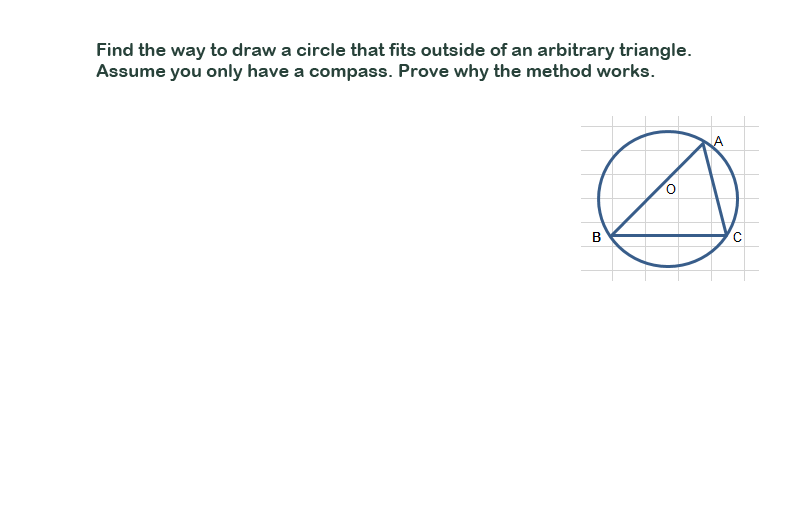 Find the way to draw a circle that fits outside of an arbitrary triangle.
Assume you only have a compass. Prove why the method works.
A
O
B
C